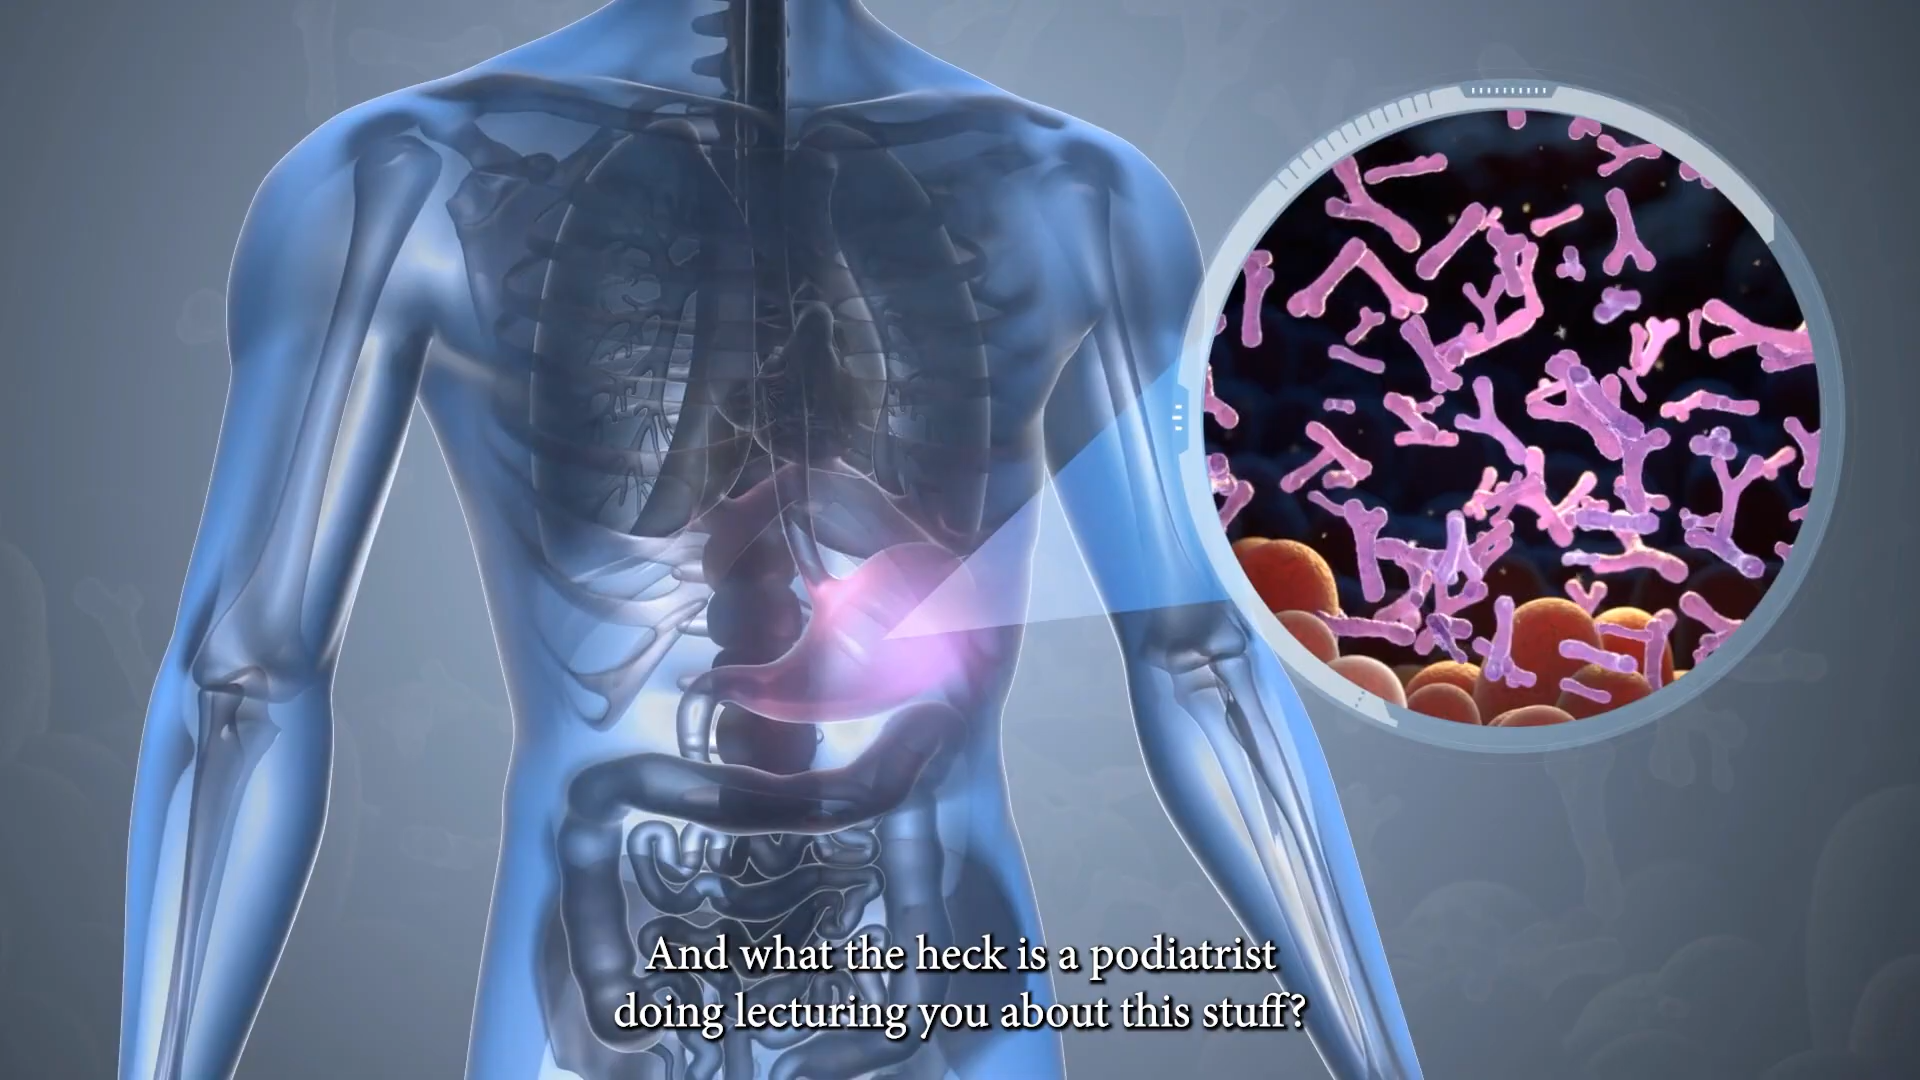 And what the heck is a podiatrist
doing lecturing you about this stuff?